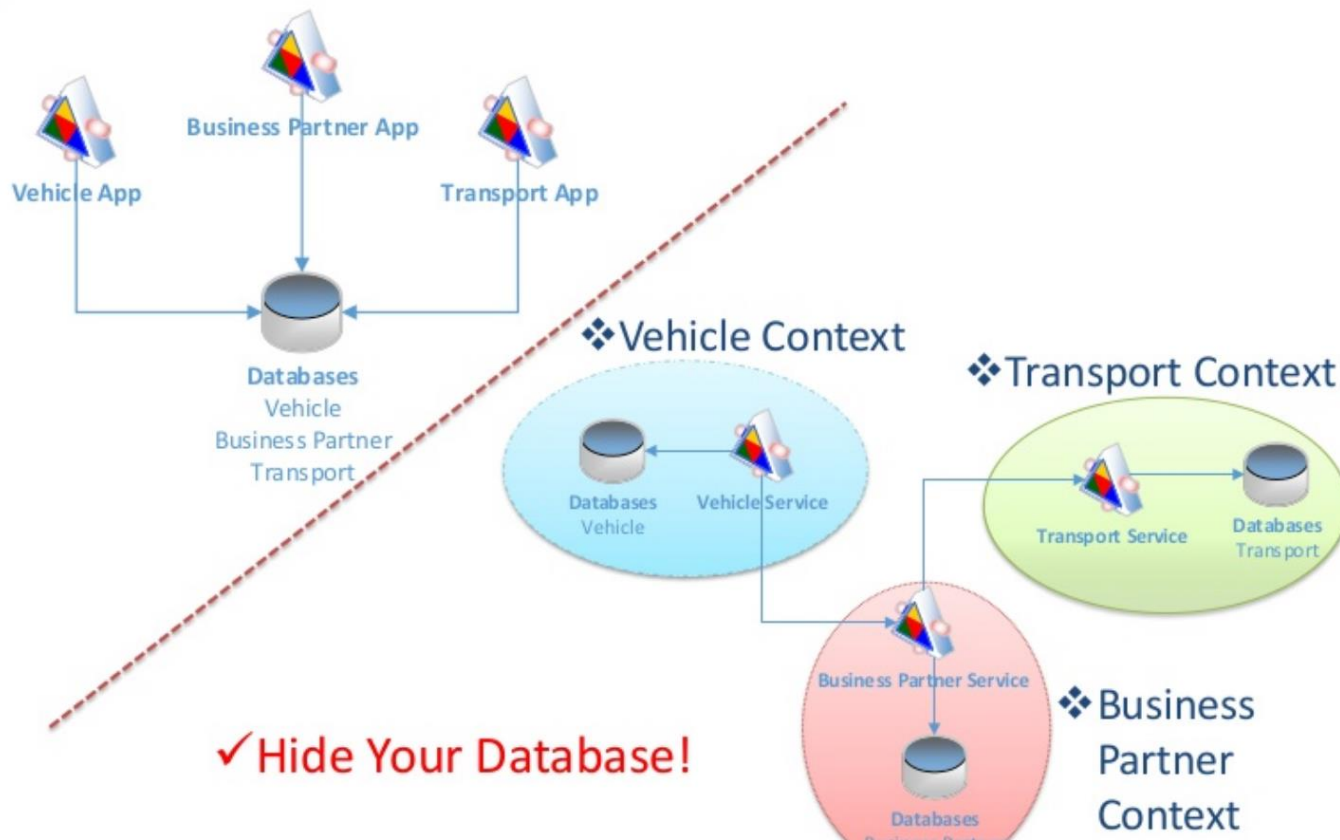 Business Partner App
Vehicle App
Transport App
Databases
Vehicle
Business Partner
Transport
❖Vehicle Context
Databases
Vehicle
Vehicle Service
❖Transport Context
Transport Service
Databases
Transport
Business Partner Service
Databases
❖Business
Partner
Context
✓Hide Your Database!